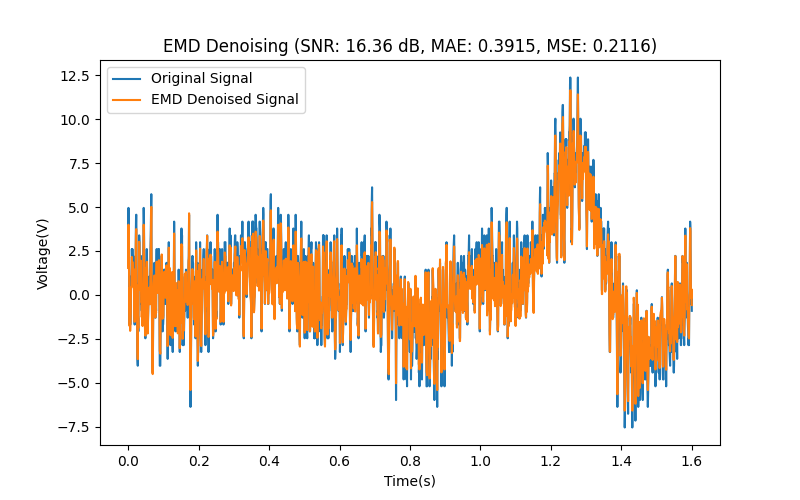 EMD Denoising (SNR: 16.36 dB, MAE: 0.3915, MSE: 0.2116)
Original Signal
EMD Denoised Signal
12.5
10.0
7.5
5.0
2.5
0.0
−2.5
−5.0
−7.5
Voltage(V)
0.0 0.2 0.4 0.6 0.8 1.0 1.2 1.4 1.6
Time(s)